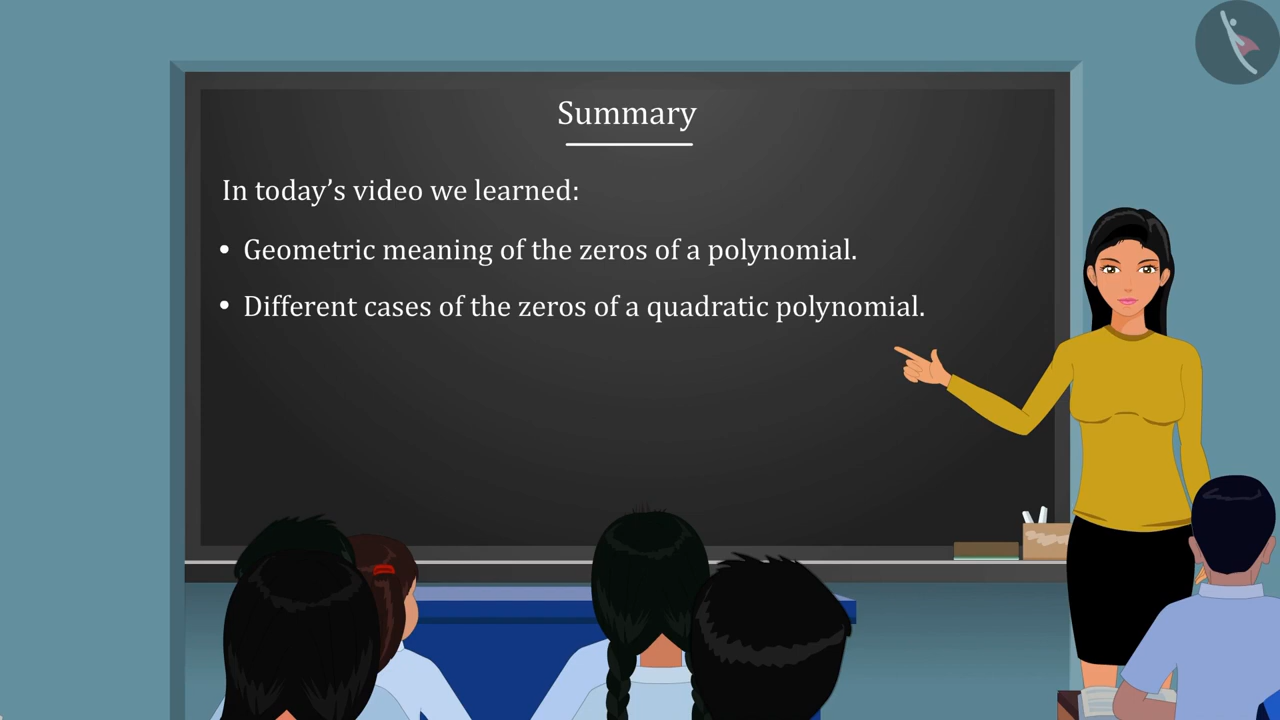 Summary
In today’s video we learned:
• Geometric meaning of the zeros of a polynomial.
• Different cases of the zeros of a quadratic polynomial.